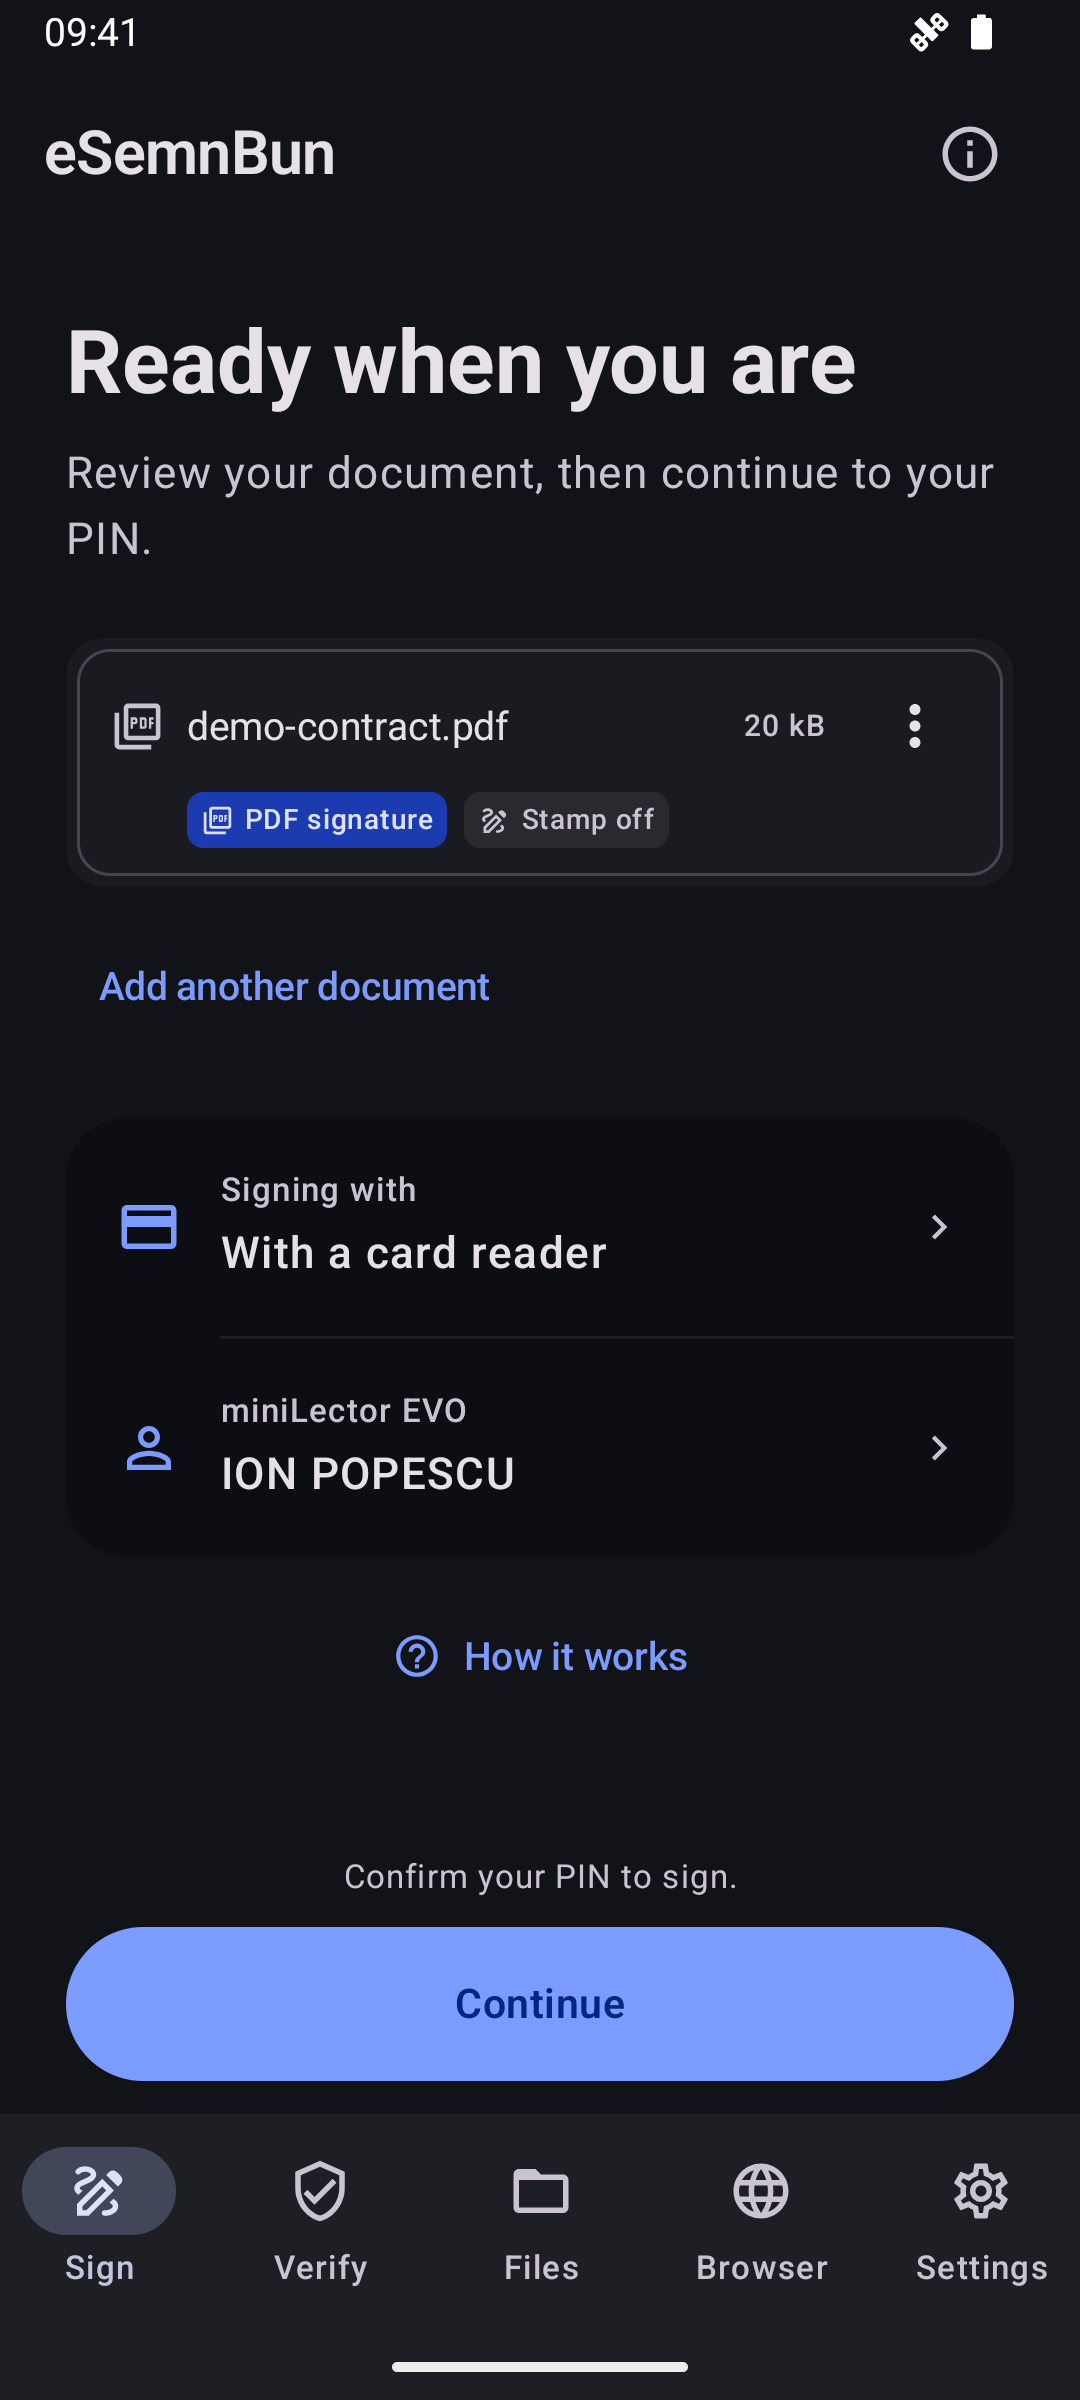 09:41
eSemnBun
Ready when you are
Review your document, then continue to your
PIN.
PDF
demo-contract.pdf
20 kB
PDF
PDF signature
Stamp off
Add another document
Signing with
With a card reader
miniLector EVO
ION POPESCU
How it works
Confirm your PIN to sign.
Continue
Sign
Verify
Files
Browser
Settings